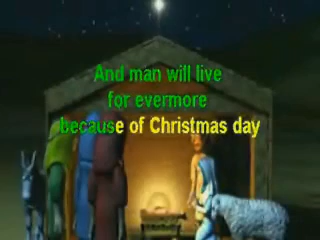 And man will live
for evermore
because of Christmas day